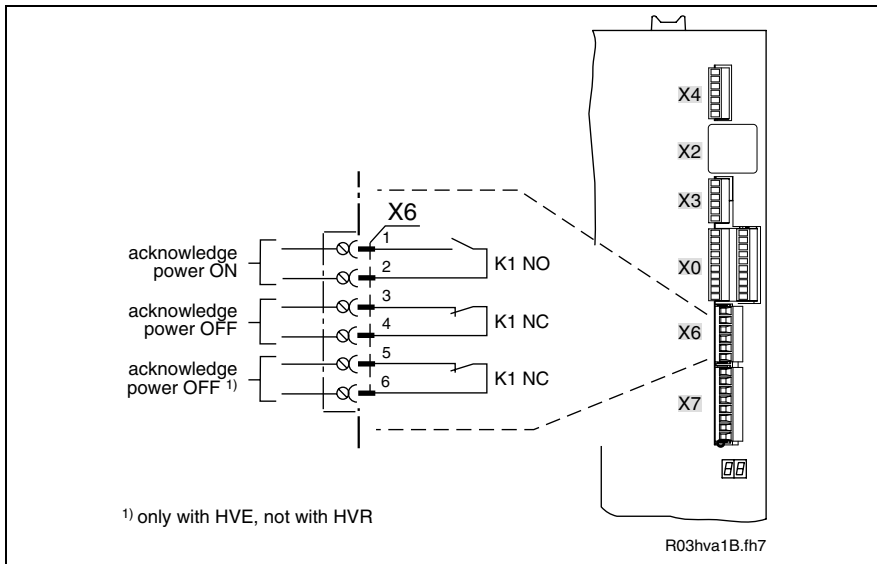 X4
X2
X3
X0
X6
X7
X6
acknowledge
power ON
1
2
K1 NO
acknowledge
power OFF
3
4
K1 NC
acknowledge
power OFF 1)
5
6
K1 NC
88
1) only with HVE, not with HVR
R03hva1B.fh7